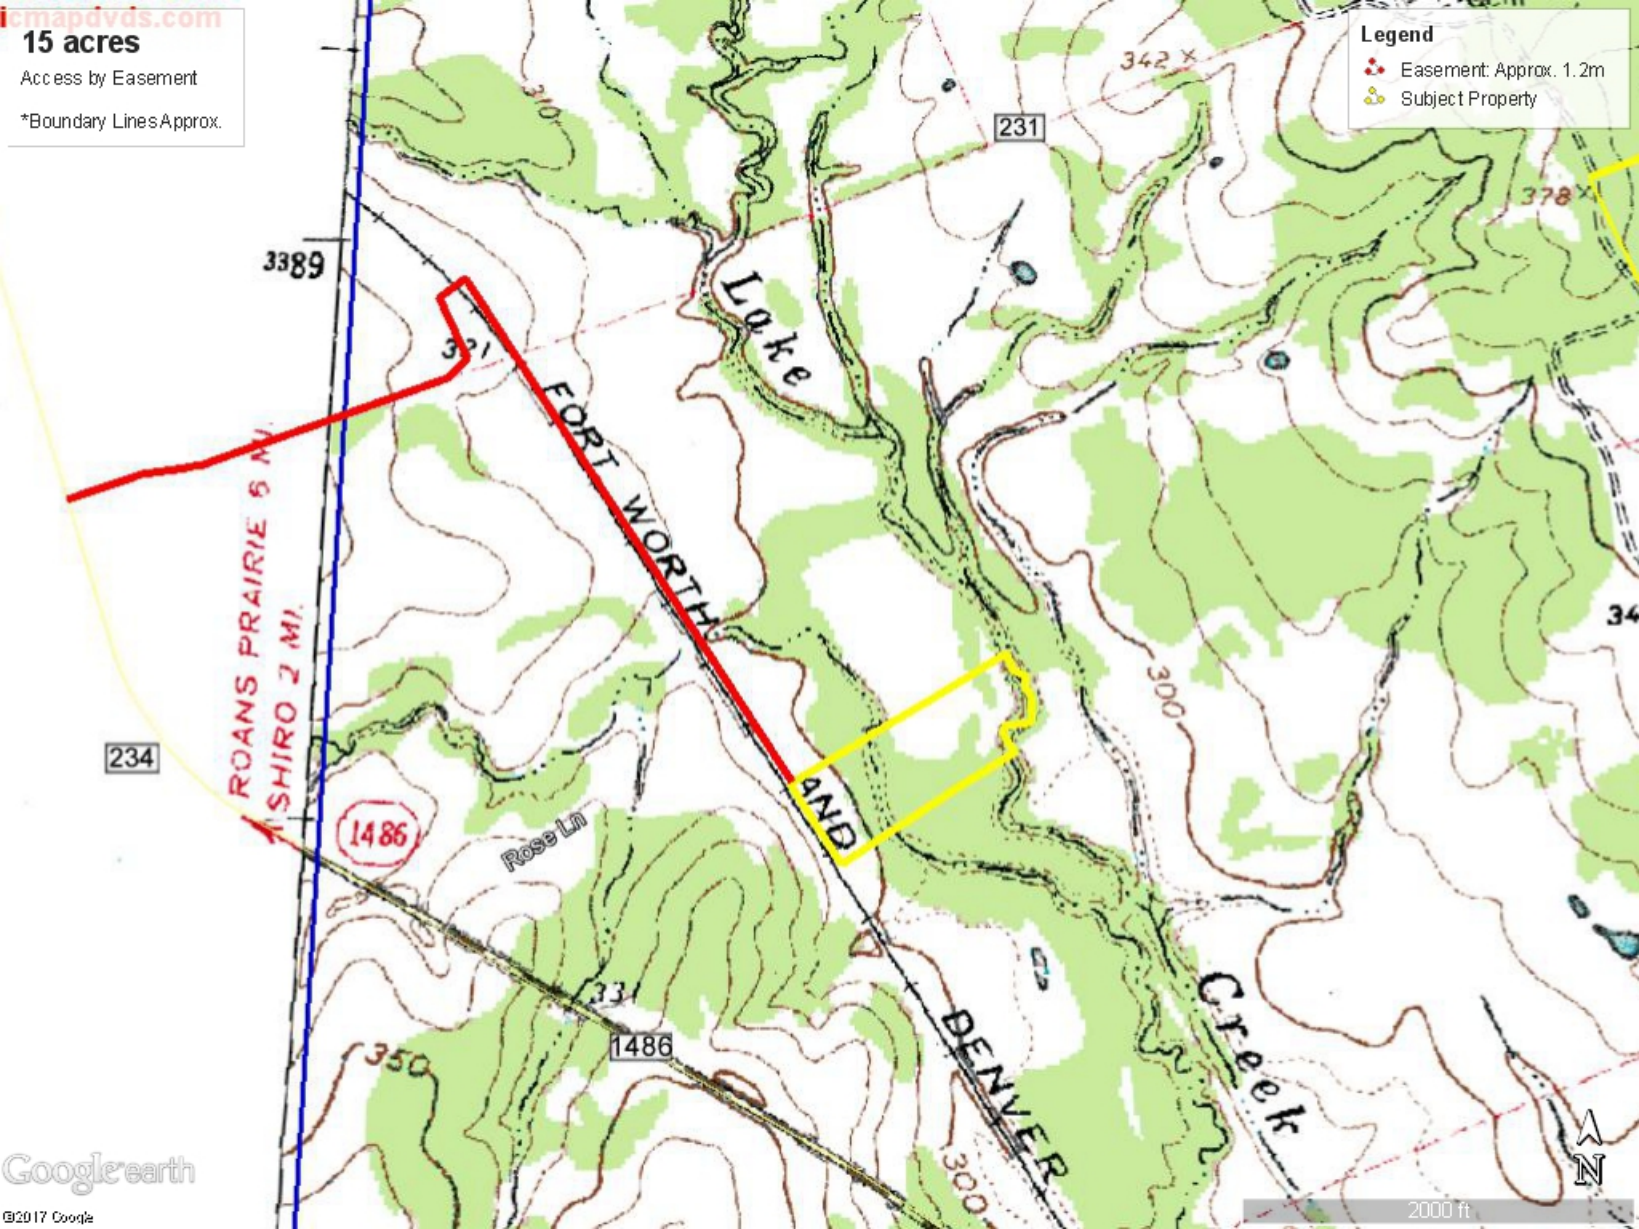 icmapdvds.com
15 acres
Access by Easement
*Boundary Lines Approx.
Legend
Easement: Approx. 1.2m
Subject Property
342
231
310
378
3389
Lake
331
FORT WORTH
AND
DENVER
ROANS PRAIRIE 6 MI.
SHIRO 2 MI.
300
34
234
1486
Rose Ln
331
1486
350
300
Creek
N
2000 ft
Google earth
©2017 Google